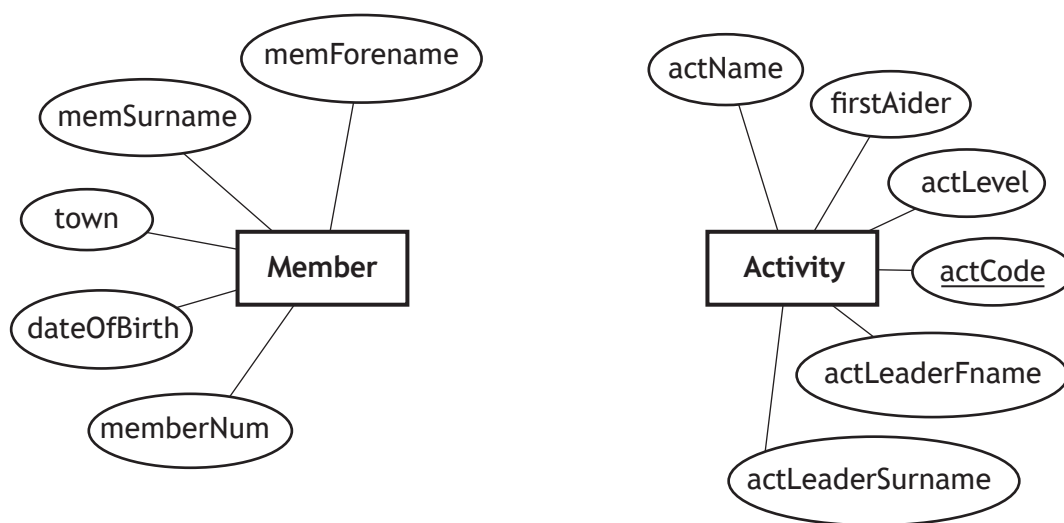 memForename
memSurname
town
Member
dateOfBirth
memberNum
actName
firstAider
actLevel
Activity
actCode
actLeaderFname
actLeaderSurname